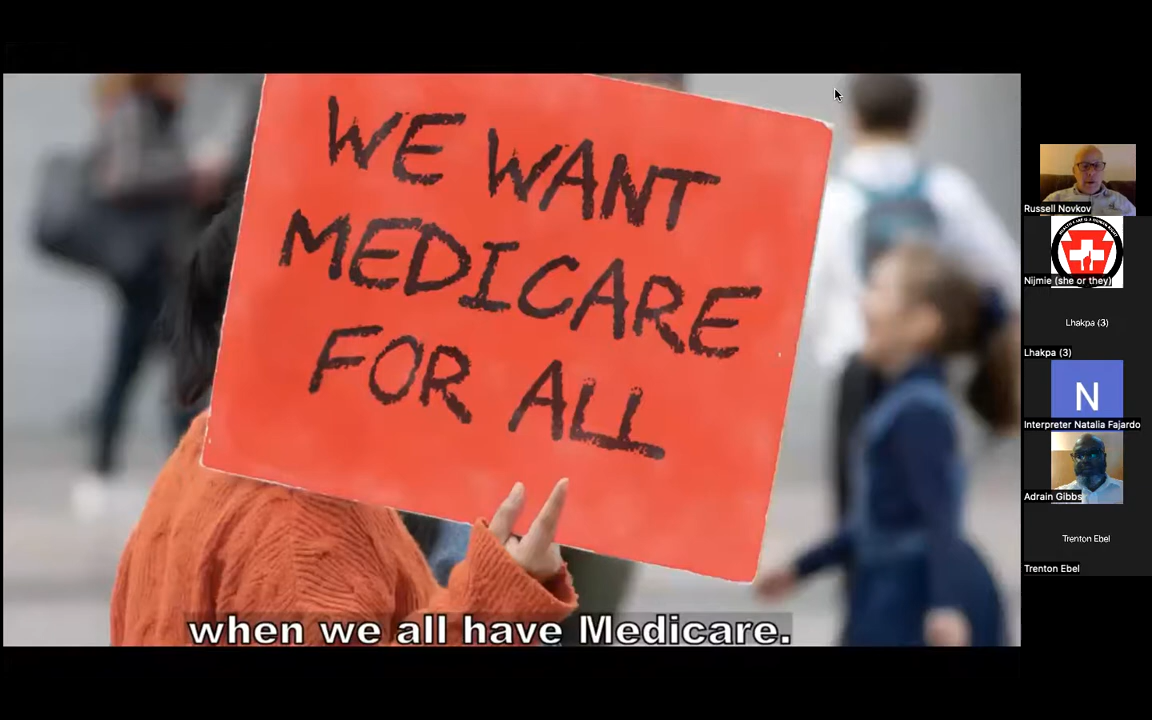 WE WANT
MEDICARE
FOR ALL
when we all have Medicare.
Russell Novkov
Nijmie (she or they)
Lhakpa (3)
Lhakpa (3)
N
Interpreter Natalia Fajardo
Adrain Gibbs
Trenton Ebel
Trenton Ebel